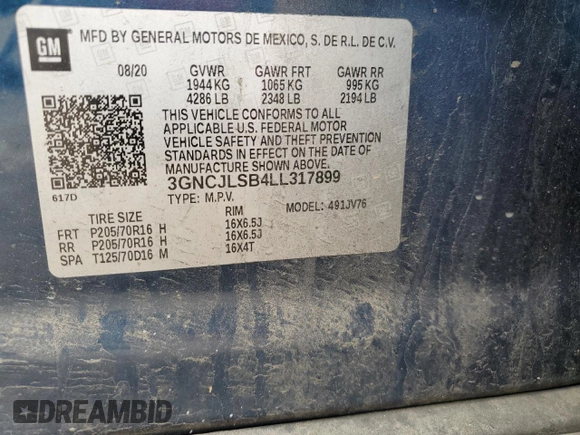 GM
MFD BY GENERAL MOTORS DE MEXICO, S. DE R.L. DE C.V.
08/20 GVWR GAWR FRT GAWR RR
1944 KG 1065 KG 995 KG
4286 LB 2348 LB 2194 LB
THIS VEHICLE CONFORMS TO ALL
APPLICABLE U.S. FEDERAL MOTOR
VEHICLE SAFETY AND THEFT PREVENTION
STANDARDS IN EFFECT ON THE DATE OF
MANUFACTURE SHOWN ABOVE.
617D 3GNCJLSB4LL317899
TYPE: M.P.V. MODEL: 491JV76
TIRE SIZE RIM
FRT P205/70R16 H 16X6.5J
RR P205/70R16 H 16X6.5J
SPA T125/70D16 M 16X4T
DREAMBID